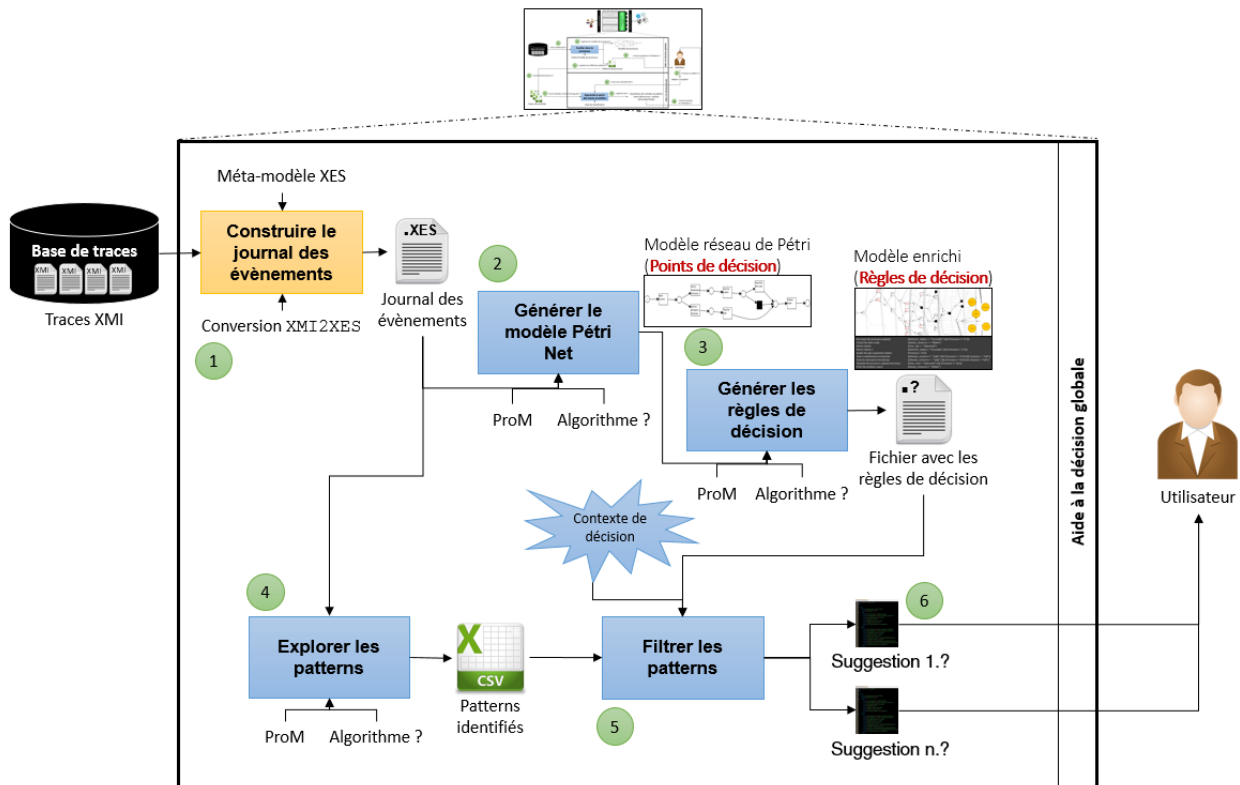 Méta-modèle XES
Base de traces
XMI XMI XMI XMI
Traces XMI
Construire le
journal des
évènements
Conversion XMI2XES
1
.XES
Journal des
évènements
2
Générer le
modèle Pétri
Net
ProM
Algorithme ?
Modèle réseau de Pétri
(Points de décision)
3
Générer les
règles de
décision
ProM
Algorithme ?
Modèle enrichi
(Règles de décision)
.?
Fichier avec les
règles de décision
Aide à la décision globale
Utilisateur
Contexte de
décision
4
Explorer les
patterns
ProM
Algorithme ?
X
CSV
Patterns
identifiés
Filtrer les
patterns
5
6
Suggestion 1.?
Suggestion n.?